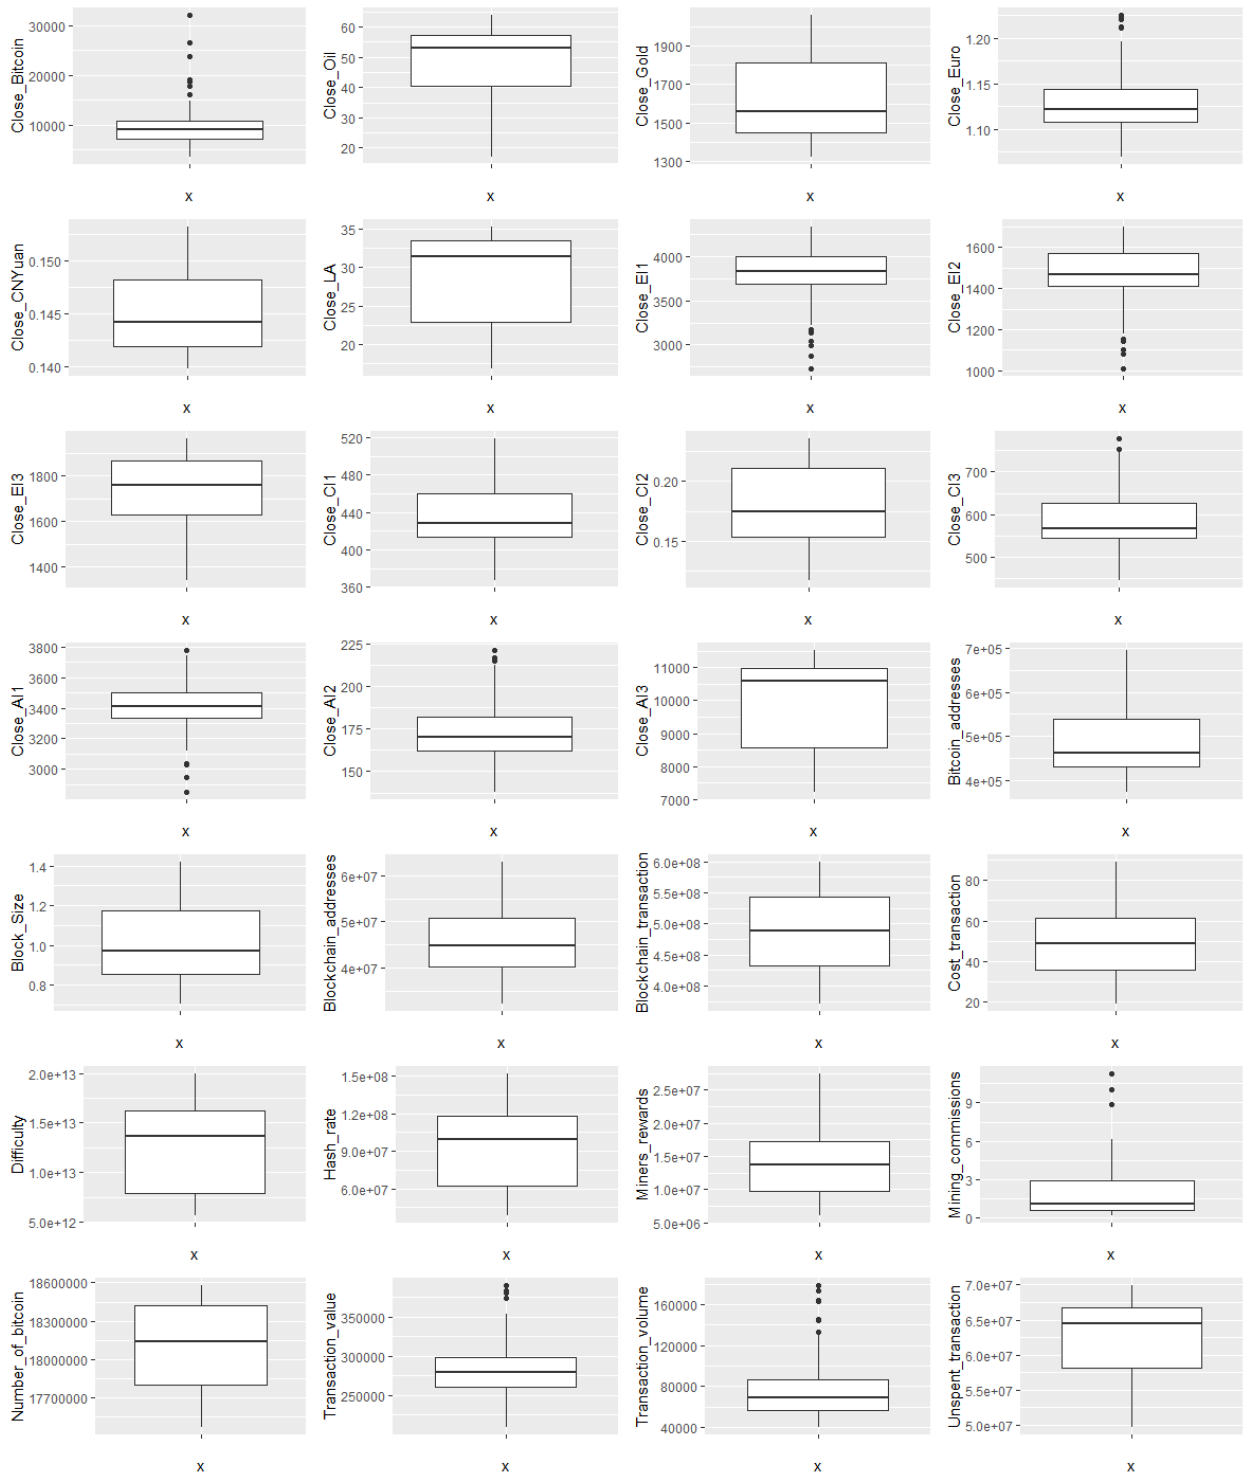 Close_Bitcoin
30000
20000
10000
x
Close_Oil
60
50
40
30
20
x
Close_Gold
1900
1700
1500
1300
x
Close_Euro
1.20
1.15
1.10
x
Close_CNYuan
0.150
0.145
0.140
x
Close_LA
35
30
25
20
x
Close_EI1
4000
3500
3000
x
Close_EI2
1600
1400
1200
1000
x
Close_EI3
1800
1600
1400
x
Close_CI1
520
480
440
400
360
x
Close_CI2
0.20
0.15
x
Close_CI3
700
600
500
x
Close_AI1
3800
3600
3400
3200
3000
x
Close_AI2
225
200
175
150
x
Close_AI3
11000
10000
9000
8000
7000
x
Bitcoin_addresses
7e+05
6e+05
5e+05
4e+05
x
Block_Size
1.4
1.2
1.0
0.8
x
Blockchain_addresses
6e+07
5e+07
4e+07
x
Blockchain_transaction
6.0e+08
5.5e+08
5.0e+08
4.5e+08
4.0e+08
x
Cost_transaction
80
60
40
20
x
Difficulty
2.0e+13
1.5e+13
1.0e+13
5.0e+12
x
Hash_rate
1.5e+08
1.2e+08
9.0e+07
6.0e+07
x
Miners_rewards
2.5e+07
2.0e+07
1.5e+07
1.0e+07
5.0e+06
x
Mining_commissions
9
6
3
0
x
Number_of_bitcoin
18600000
18300000
18000000
17700000
x
Transaction_value
350000
300000
250000
x
Transaction_volume
160000
120000
80000
40000
x
Unspent_transaction
7.0e+07
6.5e+07
6.0e+07
5.5e+07
5.0e+07
x